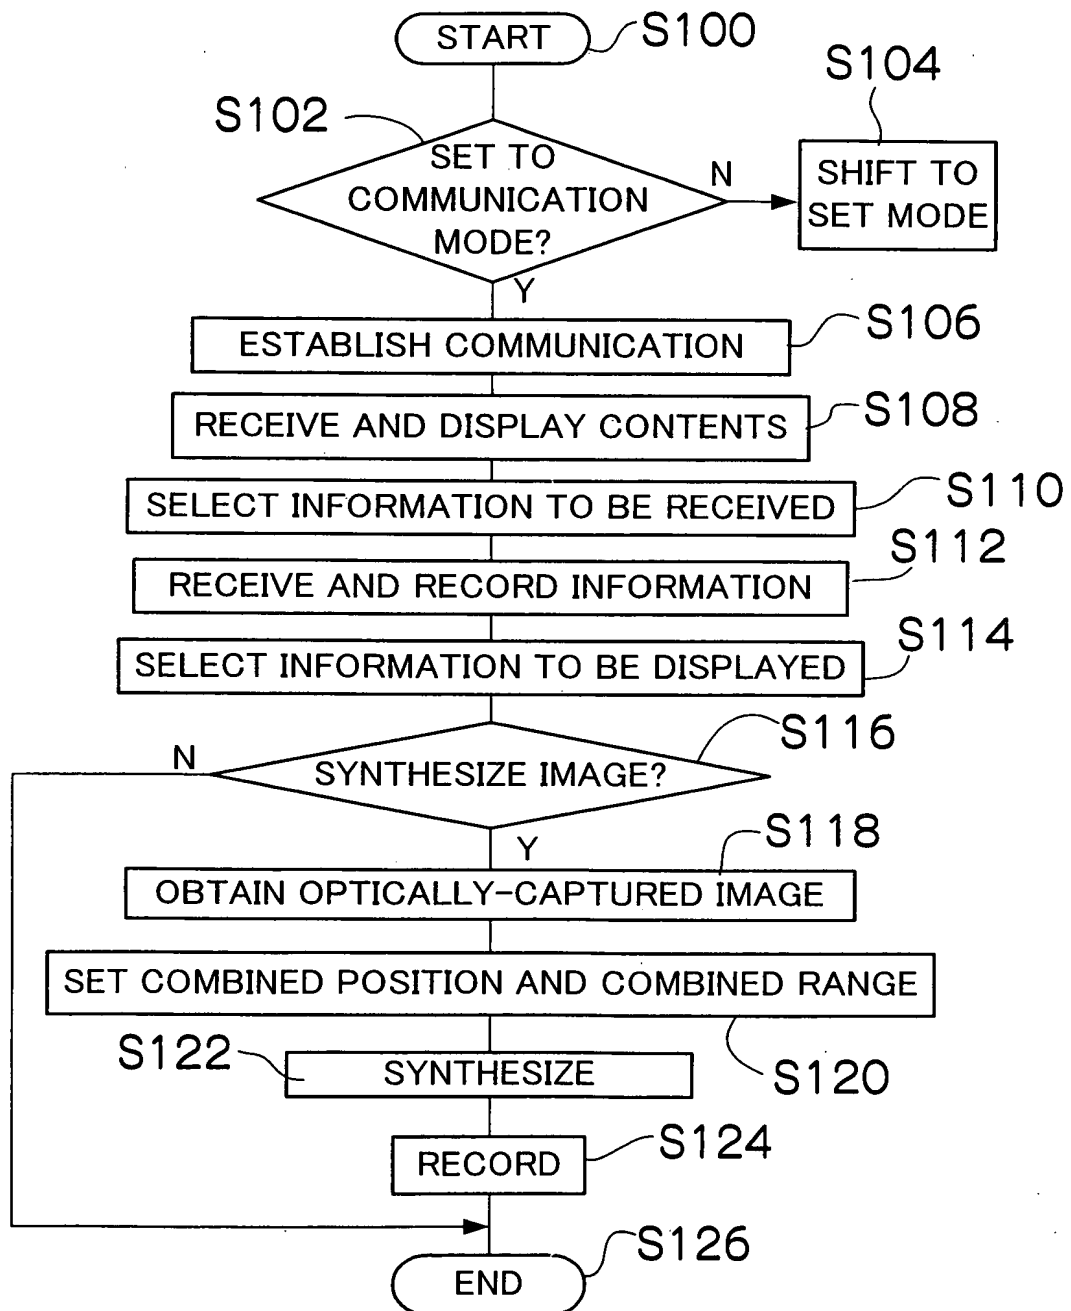 START
S100
S104
S102
SET TO
COMMUNICATION
MODE?
N
SHIFT TO
SET MODE
Y
S106
ESTABLISH COMMUNICATION
S108
RECEIVE AND DISPLAY CONTENTS
S110
SELECT INFORMATION TO BE RECEIVED
S112
RECEIVE AND RECORD INFORMATION
S114
SELECT INFORMATION TO BE DISPLAYED
S116
N
SYNTHESIZE IMAGE?
Y
S118
OBTAIN OPTICALLY-CAPTURED IMAGE
SET COMBINED POSITION AND COMBINED RANGE
S122
SYNTHESIZE
S120
S124
RECORD
S126
END